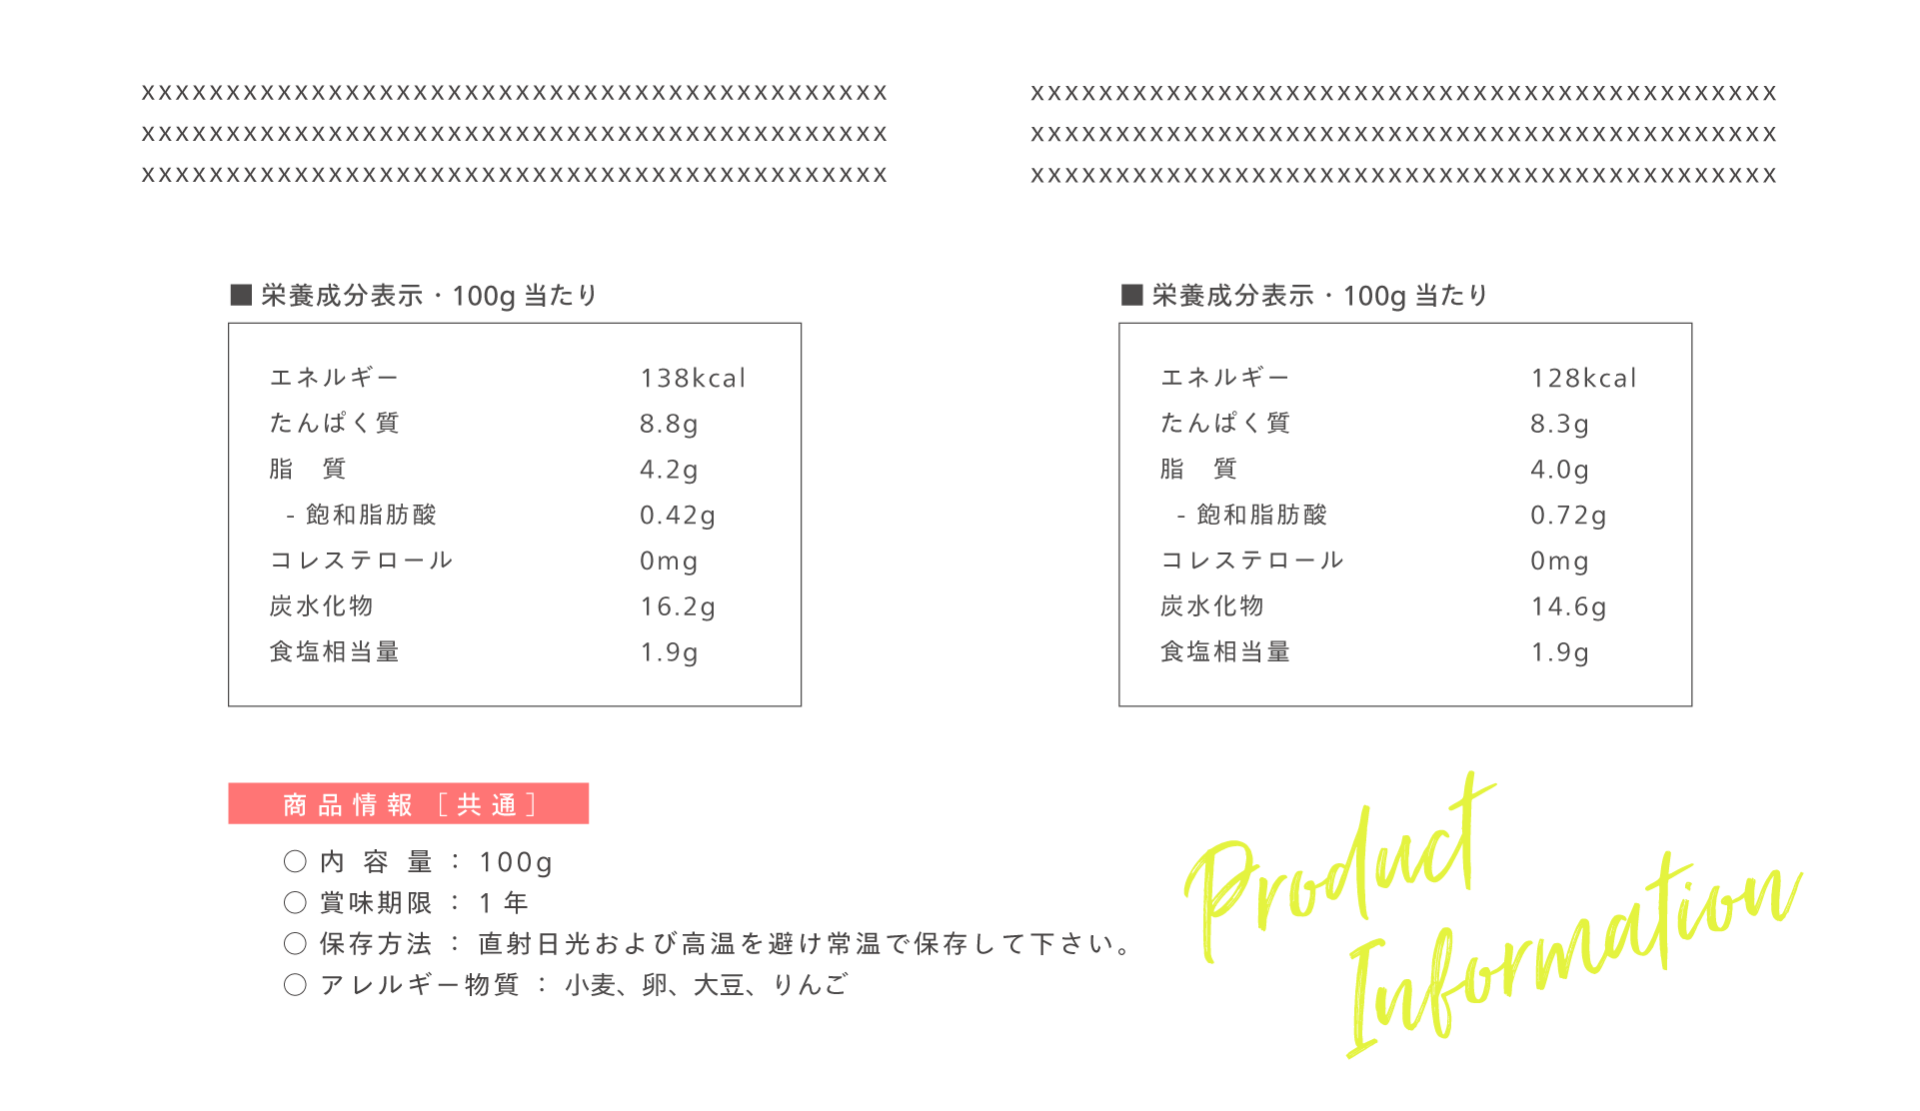 xxxxxxxxxxxxxxxxxxxxxxxxxxxxxxxxxxxxxxxxxxxx
xxxxxxxxxxxxxxxxxxxxxxxxxxxxxxxxxxxxxxxxxxxx
xxxxxxxxxxxxxxxxxxxxxxxxxxxxxxxxxxxxxxxxxxxx
■ 栄養成分表示・100g 当たり
エネルギー 138kcal
たんぱく質 8.8g
脂　質 4.2g
- 飽和脂肪酸 0.42g
コレステロール 0mg
炭水化物 16.2g
食塩相当量 1.9g
xxxxxxxxxxxxxxxxxxxxxxxxxxxxxxxxxxxxxxxxxxxx
xxxxxxxxxxxxxxxxxxxxxxxxxxxxxxxxxxxxxxxxxxxx
xxxxxxxxxxxxxxxxxxxxxxxxxxxxxxxxxxxxxxxxxxxx
■ 栄養成分表示・100g 当たり
エネルギー 128kcal
たんぱく質 8.3g
脂　質 4.0g
- 飽和脂肪酸 0.72g
コレステロール 0mg
炭水化物 14.6g
食塩相当量 1.9g
商品情報［共通］
〇 内 容 量 ： 100g
〇 賞味期限 ： 1 年
〇 保存方法 ： 直射日光および高温を避け常温で保存して下さい。
〇 アレルギー物質 ： 小麦、卵、大豆、りんご
Product
Information